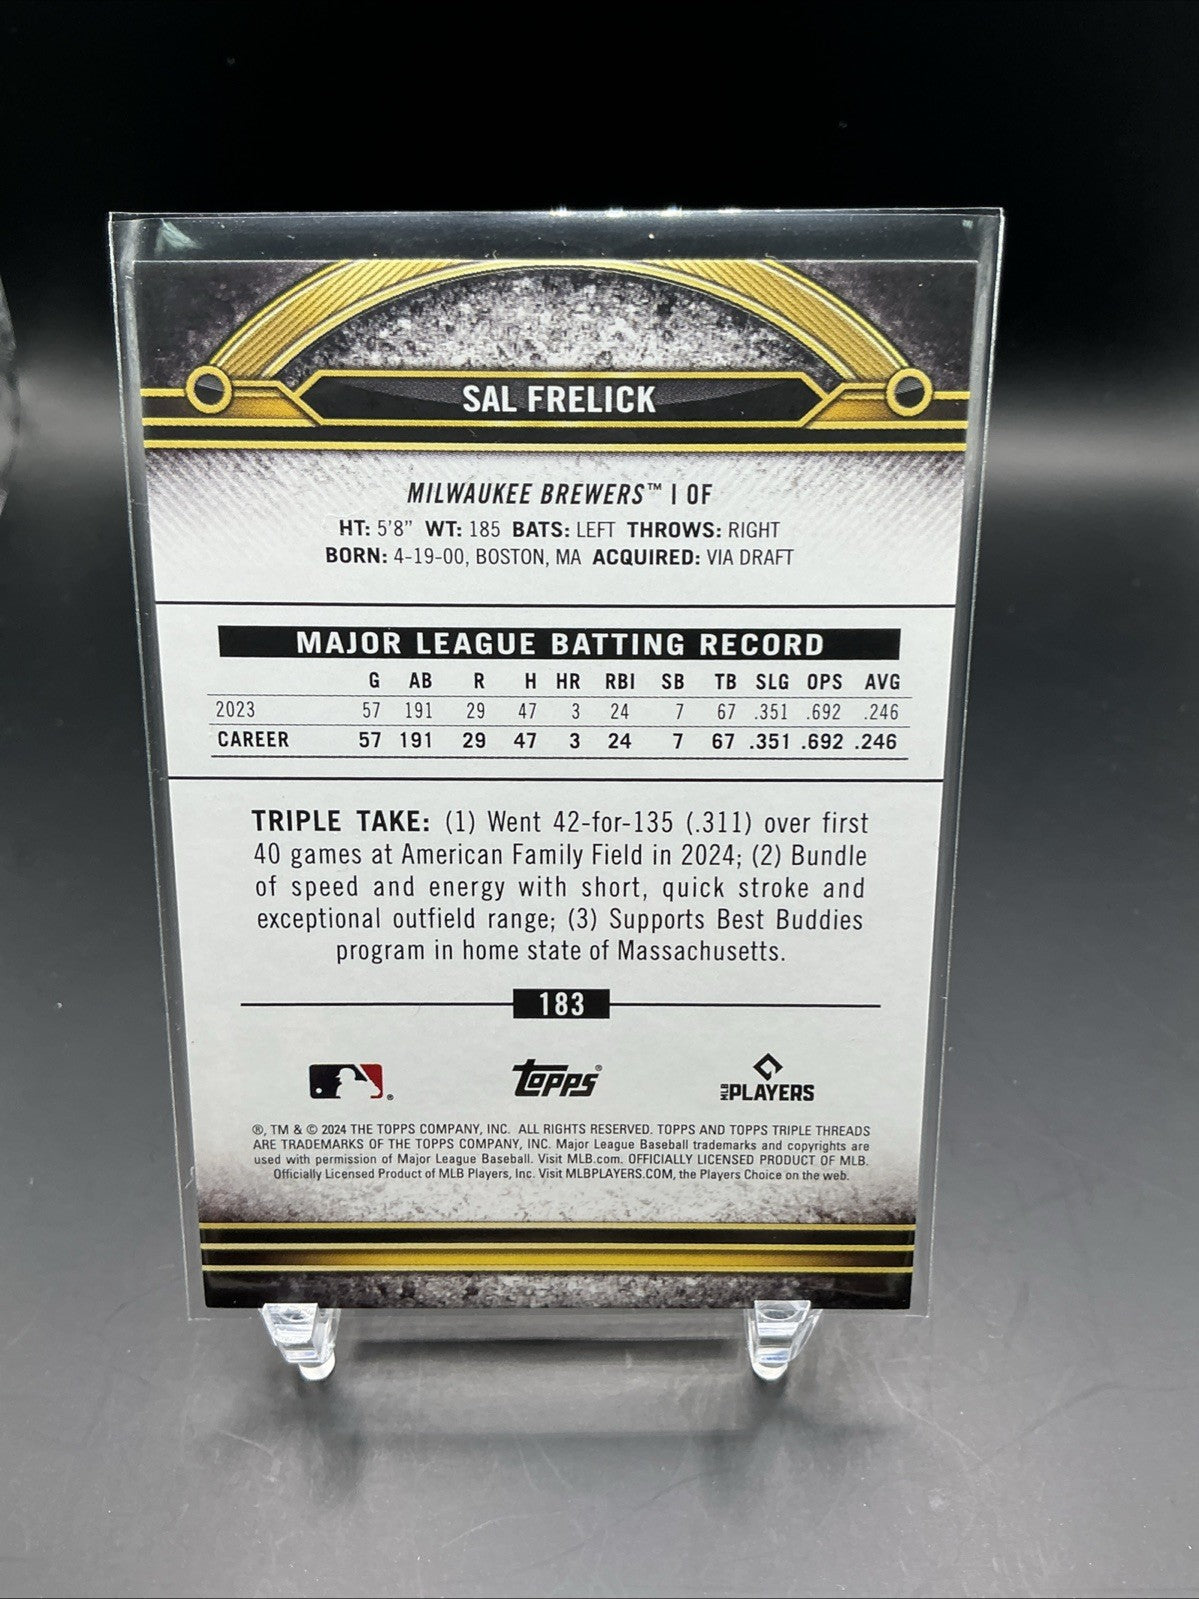 SAL FRELICK
MILWAUKEE BREWERS™ | OF
HT: 5'8" WT: 185 BATS: LEFT THROWS: RIGHT
BORN: 4-19-00, BOSTON, MA ACQUIRED: VIA DRAFT
MAJOR LEAGUE BATTING RECORD
G AB R H HR RBI SB TB SLG OPS AVG
2023 57 191 29 47 3 24 7 67 .351 .692 .246
CAREER 57 191 29 47 3 24 7 67 .351 .692 .246
TRIPLE TAKE: (1) Went 42-for-135 (.311) over first
40 games at American Family Field in 2024; (2) Bundle
of speed and energy with short, quick stroke and
exceptional outfield range; (3) Supports Best Buddies
program in home state of Massachusetts.
183
Topps® MLB PLAYERS
®, TM & © 2024 THE TOPPS COMPANY, INC. ALL RIGHTS RESERVED. TOPPS AND TOPPS TRIPLE THREADS
ARE TRADEMARKS OF THE TOPPS COMPANY, INC. Major League Baseball trademarks and copyrights are
used with permission of Major League Baseball. Visit MLB.com. OFFICIALLY LICENSED PRODUCT OF MLB.
Officially Licensed Product of MLB Players, Inc. Visit MLBPLAYERS.COM, the Players Choice on the web.